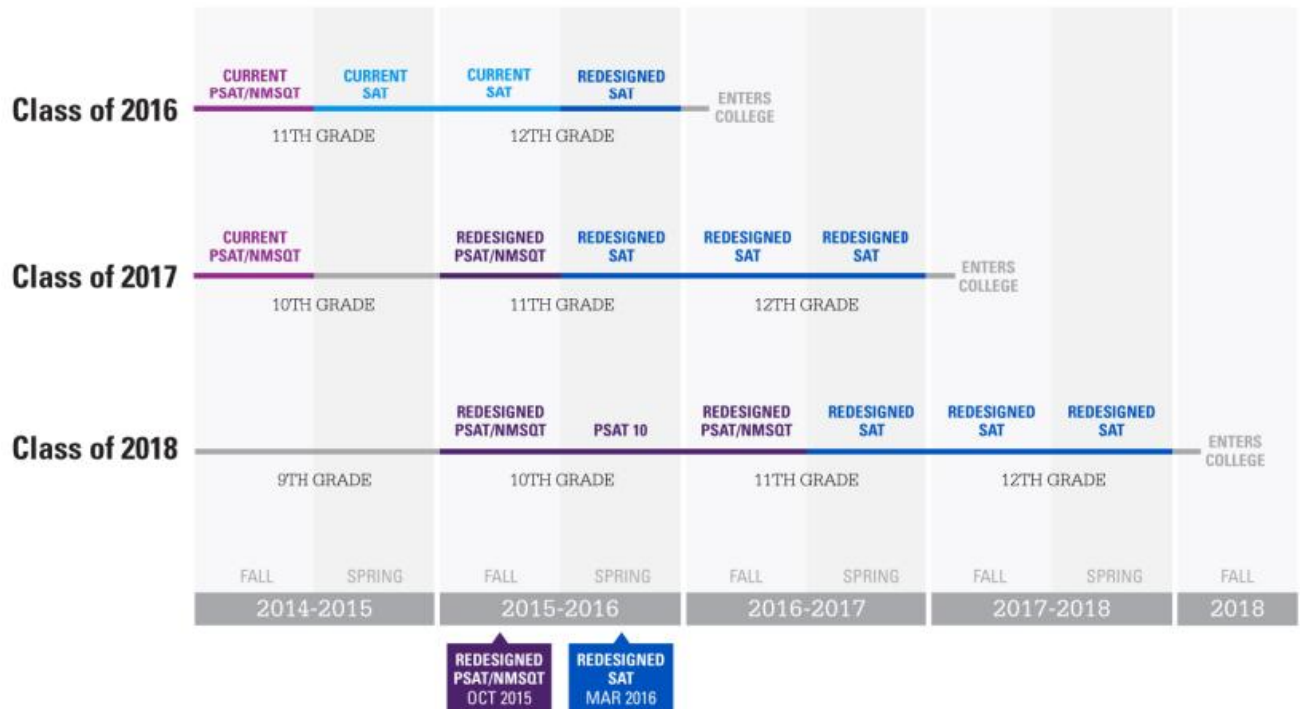 CURRENT
PSAT/NMSQT
CURRENT
SAT
CURRENT
SAT
REDESIGNED
SAT
Class of 2016
ENTERS
COLLEGE
11TH GRADE
12TH GRADE
CURRENT
PSAT/NMSQT
REDESIGNED
PSAT/NMSQT
REDESIGNED
SAT
REDESIGNED
SAT
REDESIGNED
SAT
Class of 2017
ENTERS
COLLEGE
10TH GRADE
11TH GRADE
12TH GRADE
REDESIGNED
PSAT/NMSQT
PSAT 10
REDESIGNED
PSAT/NMSQT
REDESIGNED
SAT
REDESIGNED
SAT
REDESIGNED
SAT
Class of 2018
ENTERS
COLLEGE
9TH GRADE
10TH GRADE
11TH GRADE
12TH GRADE
FALL
SPRING
FALL
SPRING
FALL
SPRING
FALL
SPRING
FALL
2014-2015
2015-2016
2016-2017
2017-2018
2018
REDESIGNED
PSAT/NMSQT
OCT 2015
REDESIGNED
SAT
MAR 2016